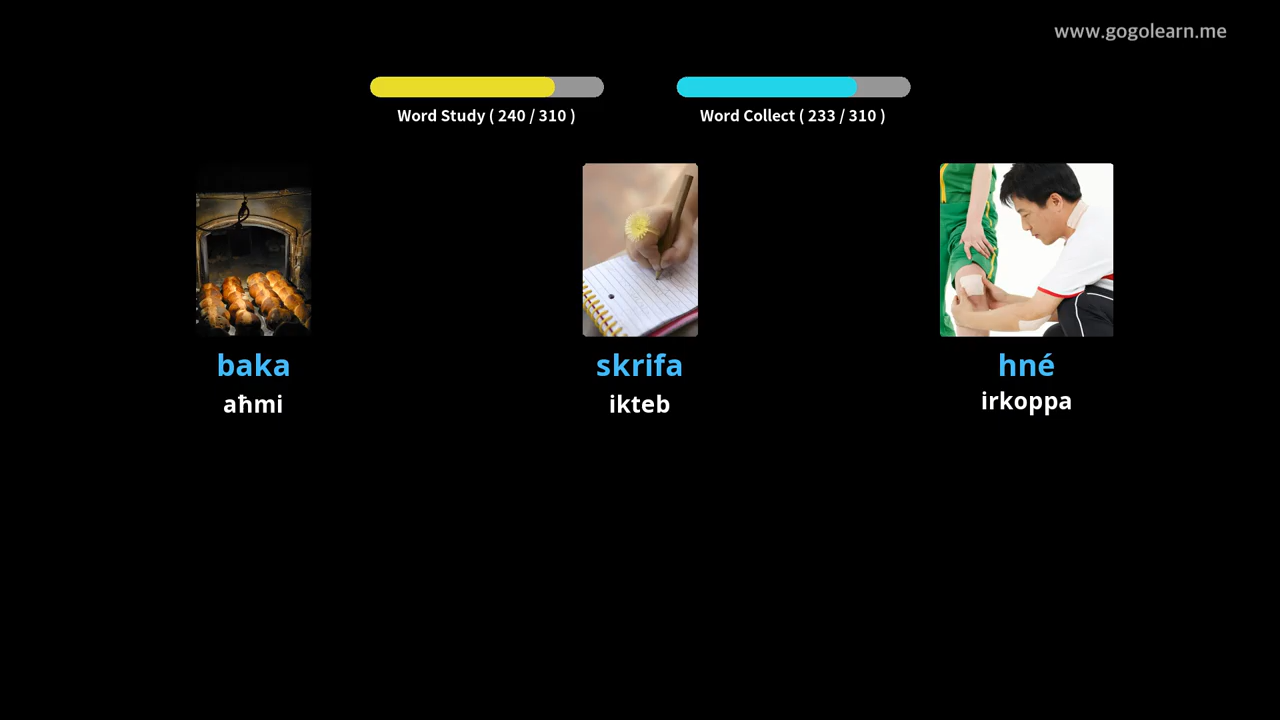 www.gogolearn.me
Word Study ( 240 / 310 )
Word Collect ( 233 / 310 )
baka
skrifa
hné
aħmi
ikteb
irkoppa